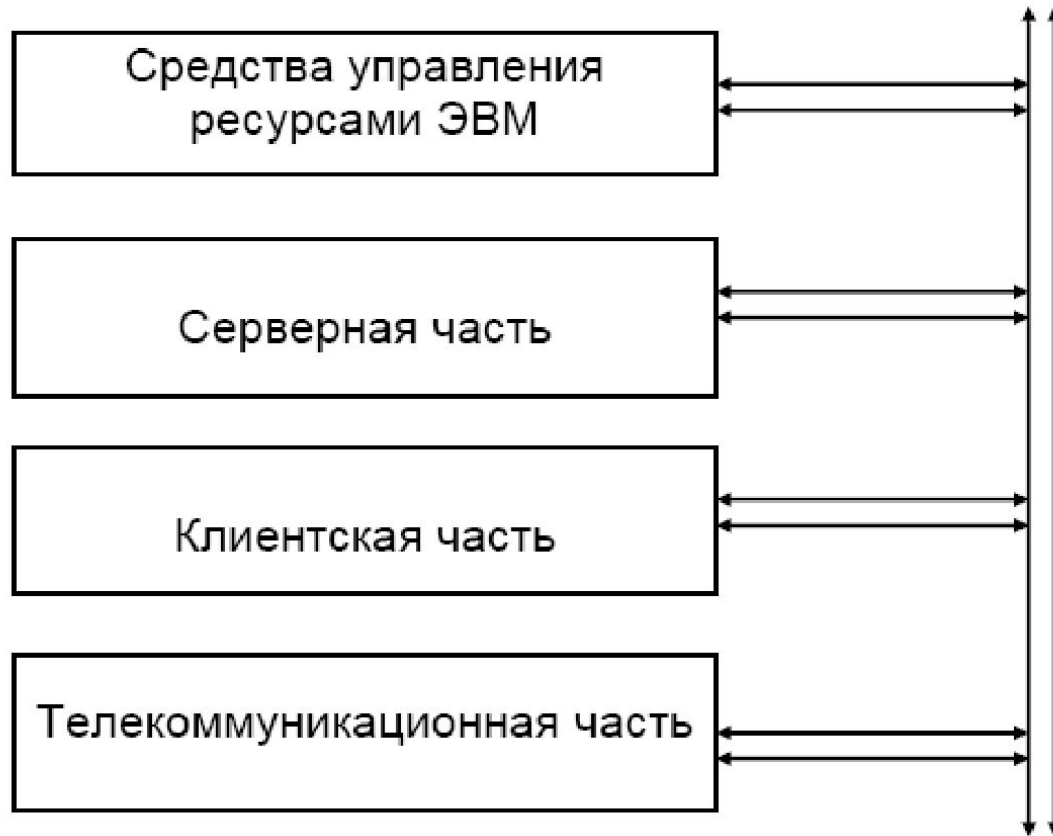 Средства управления
ресурсами ЭВМ
Серверная часть
Клиентская часть
Телекоммуникационная часть